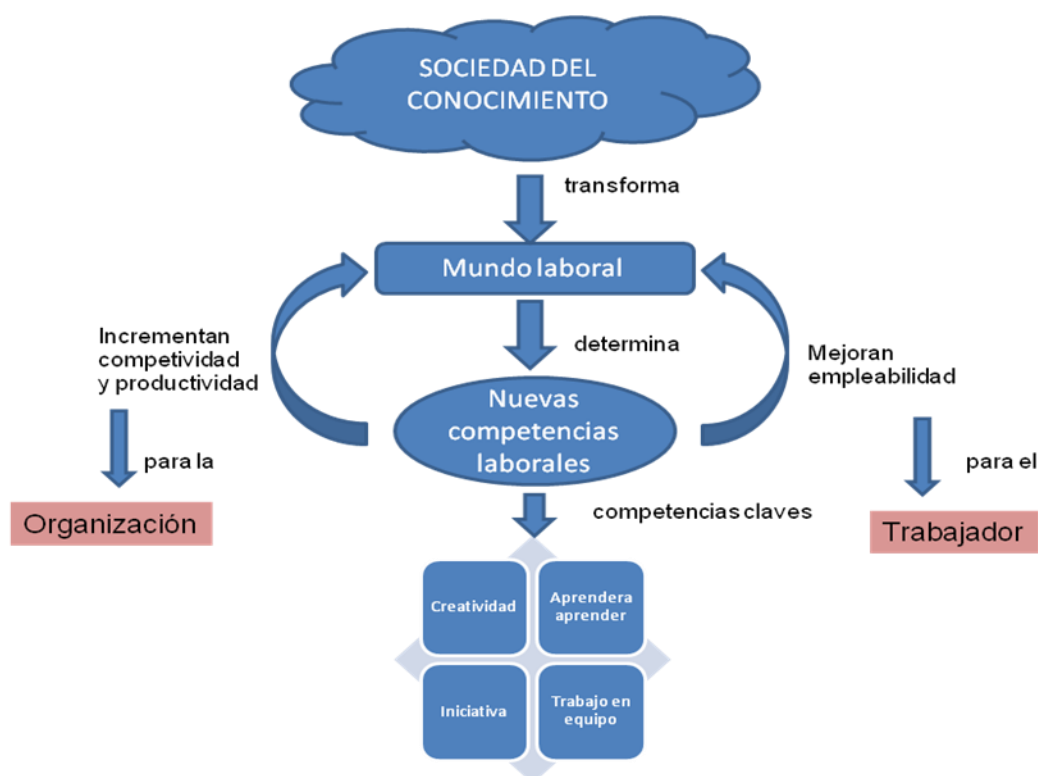 SOCIEDAD DEL
CONOCIMIENTO
transforma
Mundo laboral
Incrementan
competividad
y productividad
determina
Mejoran
empleabilidad
Nuevas
competencias
laborales
para la
para el
Organización
competencias claves
Trabajador
Creatividad
Aprendera
aprender
Iniciativa
Trabajo en
equipo